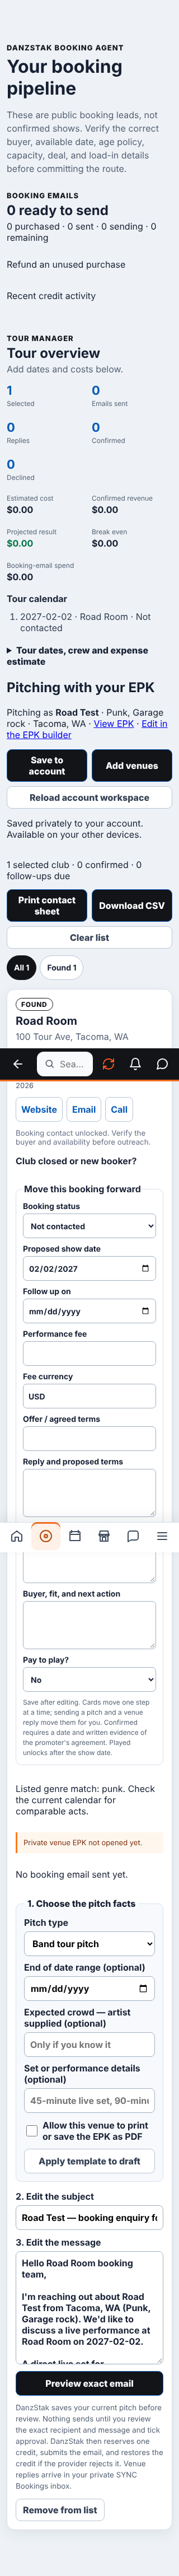 DANZSTAK BOOKING AGENT
Your booking
pipeline
These are public booking leads, not
confirmed shows. Verify the correct
buyer, available date, age policy,
capacity, deal, and load-in details
before committing the route.
BOOKING EMAILS
0 ready to send
0 purchased · 0 sent · 0 sending · 0
remaining
Refund an unused purchase
Recent credit activity
TOUR MANAGER
Tour overview
Add dates and costs below.
1
Selected
0
Emails sent
0
Replies
0
Confirmed
0
Declined
Estimated cost
$0.00
Confirmed revenue
$0.00
Projected result
$0.00
Break even
$0.00
Booking-email spend
$0.00
Tour calendar
1. 2027-02-02 · Road Room · Not
contacted
Tour dates, crew and expense
estimate
Pitching with your EPK
Pitching as Road Test · Punk, Garage
rock · Tacoma, WA · View EPK · Edit in
the EPK builder
Save to
account
Add venues
Reload account workspace
Saved privately to your account.
Available on your other devices.
1 selected club · 0 confirmed · 0
follow-ups due
Print contact
sheet
Download CSV
Clear list
All 1
Found 1
FOUND
Road Room
100 Tour Ave, Tacoma, WA
Sea...
2026
Website
Email
Call
Booking contact unlocked. Verify the
buyer and availability before outreach.
Club closed or new booker?
Move this booking forward
Booking status
Not contacted
Proposed show date
02/02/2027
Follow up on
mm/dd/yyyy
Performance fee
Fee currency
USD
Offer / agreed terms
Reply and proposed terms
Buyer, fit, and next action
Pay to play?
No
Save after editing. Cards move one step
at a time; sending a pitch and a venue
reply move them for you. Confirmed
requires a date and written evidence of
the promoter's agreement. Played
unlocks after the show date.
Listed genre match: punk. Check
the current calendar for
comparable acts.
Private venue EPK not opened yet.
No booking email sent yet.
1. Choose the pitch facts
Pitch type
Band tour pitch
End of date range (optional)
mm/dd/yyyy
Expected crowd — artist
supplied (optional)
Only if you know it
Set or performance details
(optional)
45-minute live set, 90-minu
Allow this venue to print
or save the EPK as PDF
Apply template to draft
2. Edit the subject
Road Test — booking enquiry fo
3. Edit the message
Hello Road Room booking
team,
I'm reaching out about Road
Test from Tacoma, WA (Punk,
Garage rock). We'd like to
discuss a live performance at
Road Room on 2027-02-02.
A direct live set for
Preview exact email
DanzStak saves your current pitch before
review. Nothing sends until you review
the exact recipient and message and tick
approval. DanzStak then reserves one
credit, submits the email, and restores the
credit if the provider rejects it. Venue
replies arrive in your private SYNC
Bookings inbox.
Remove from list